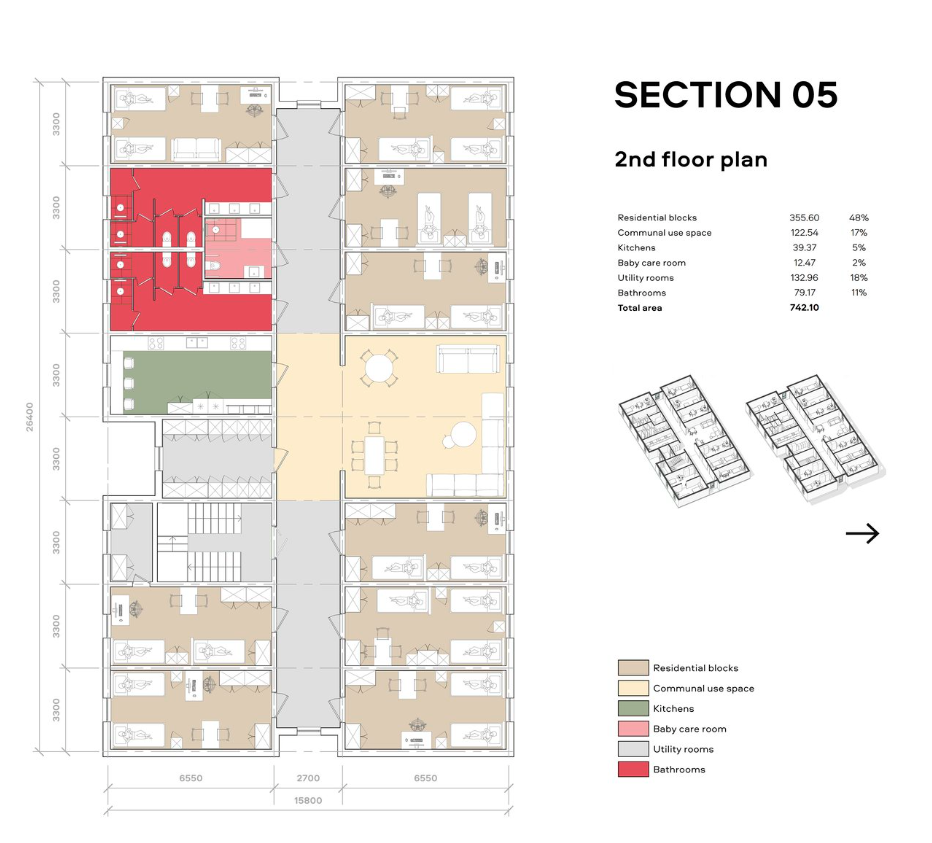 SECTION 05
2nd floor plan
Residential blocks 355.60 48%
Communal use space 122.54 17%
Kitchens 39.37 5%
Baby care room 12.47 2%
Utility rooms 132.96 18%
Bathrooms 79.17 11%
Total area 742.10
3300
3300
3300
3300
3300
3300
3300
3300
26400
6550 2700 6550
15800
Residential blocks
Communal use space
Kitchens
Baby care room
Utility rooms
Bathrooms